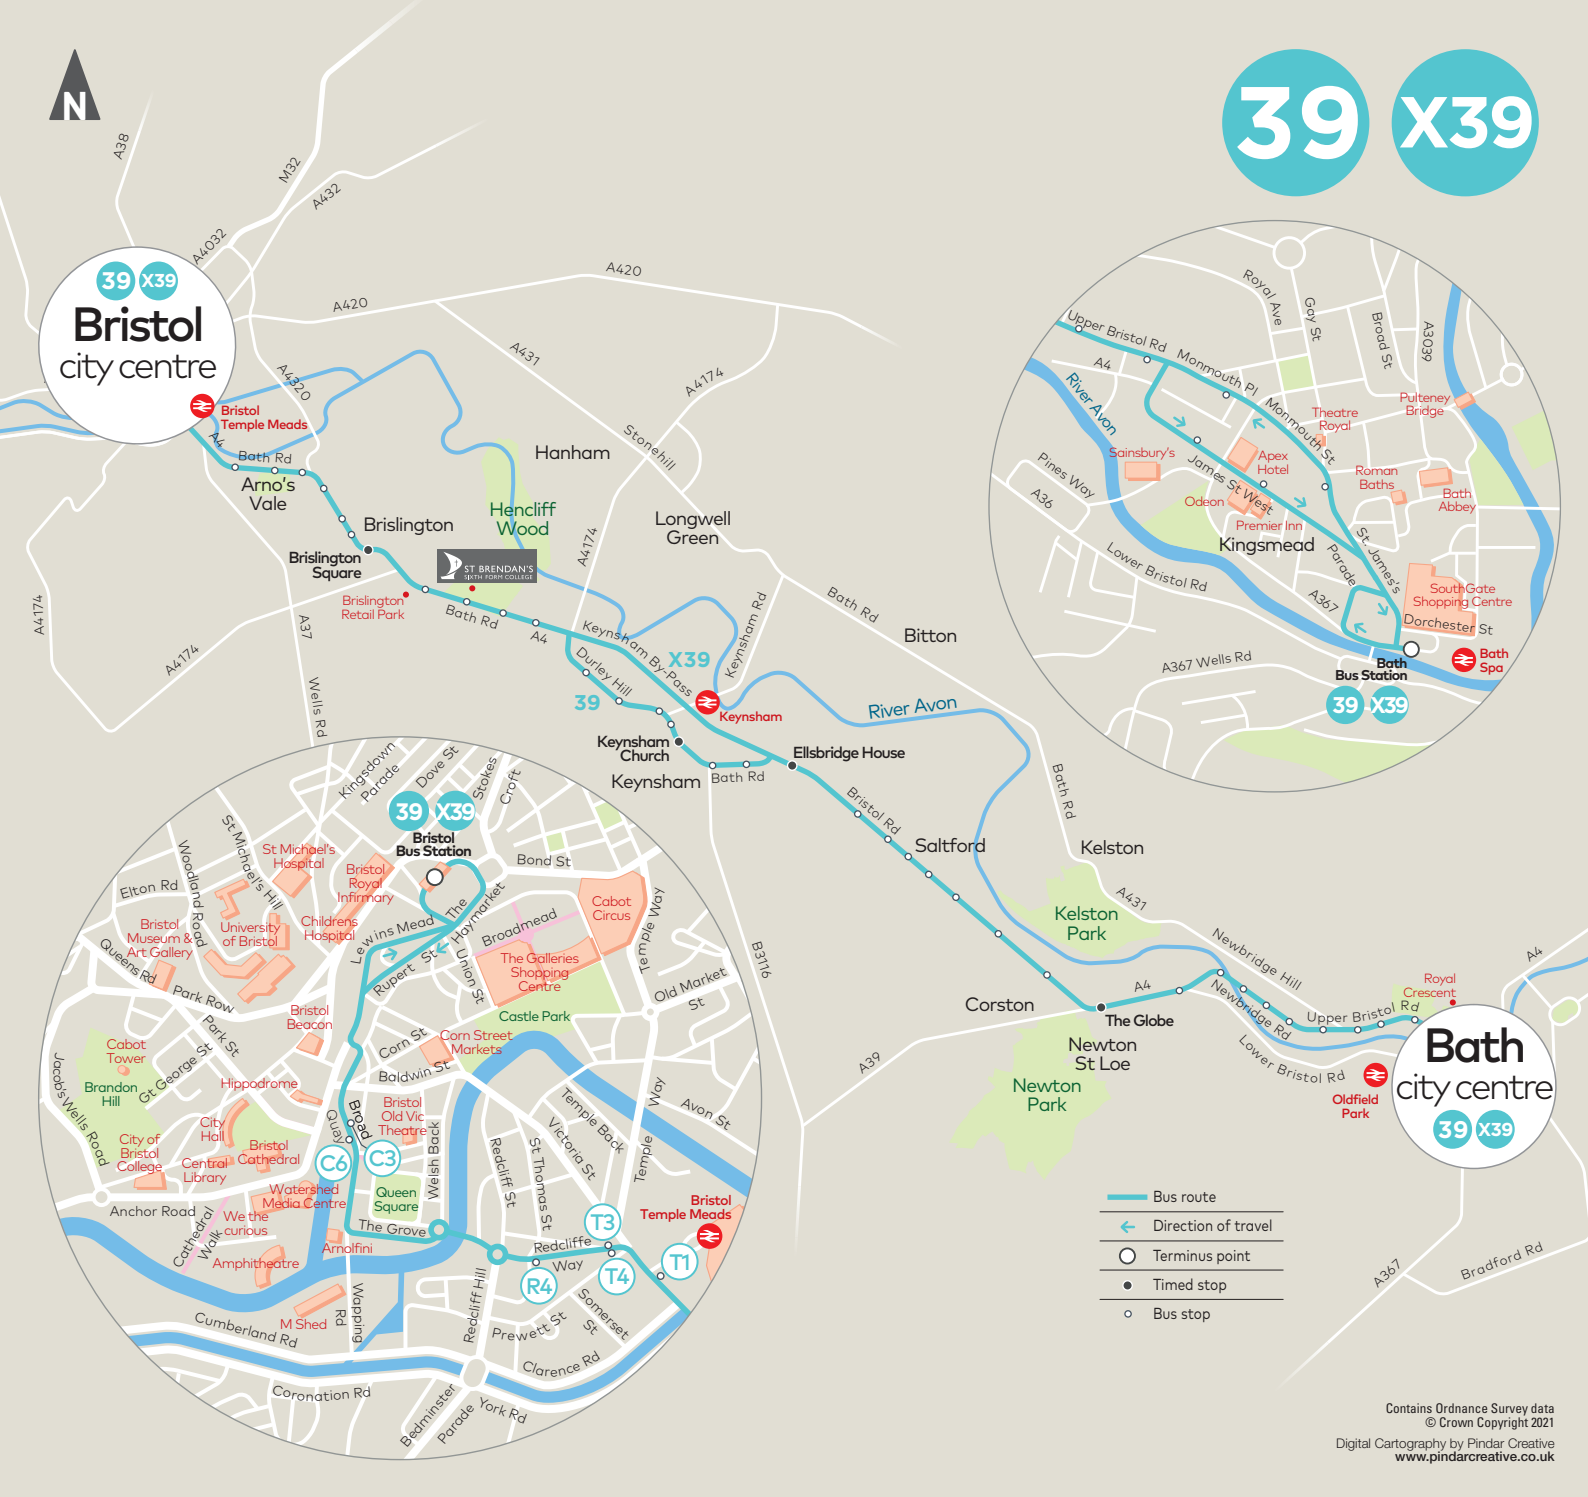 N
39
X39
A38
M32
A432
A4032
A420
A420
39 X39
Bristol
city centre
Bristol
Temple Meads
A4320
A431
A4174
Stonehill
A4
Bath Rd
Arno's
Vale
Brislington
Brislington
Square
Hanham
Hencliff
Wood
Longwell
Green
A4174
ST BRENDAN'S
SIXTH FORM COLLEGE
Brislington
Retail Park
Bath Rd
A4
A4174
A4174
A37
Wells Rd
Keynsham By-Pass
Durley Hill
X39
39
Keynsham Rd
Bath Rd
Bitton
Keynsham
Keynsham
Church
Keynsham
Bath Rd
Ellsbridge House
River Avon
Bristol Rd
Saltford
Bath Rd
Kelston
A431
Kelston
Park
B3116
Corston
A4
The Globe
Newton
St Loe
Newton
Park
A39
Newbridge Hill
Newbridge Rd
Upper Bristol Rd
Lower Bristol Rd
Royal
Crescent
A4
Oldfield
Park
Bath
city centre
39 X39
A367
Bradford Rd
Upper Bristol Rd
A4
River Avon
Monmouth Pl
Monmouth St
Royal Ave
Gay St
Broad St
A3039
Pulteney
Bridge
Theatre
Royal
Sainsbury's
Apex
Hotel
Roman
Baths
Bath
Abbey
Pines Way
A36
James St West
Odeon
Premier Inn
Kingsmead
Lower Bristol Rd
St. James's
Parade
A367
SouthGate
Shopping Centre
Dorchester St
Bath
Spa
Bath
Bus Station
39 X39
A367 Wells Rd
Kingsdown
Parade
Dove St
Stokes
Croft
39 X39
Bristol
Bus Station
Bond St
St Michael's
Hospital
St Michael's Hill
Woodland Road
Elton Rd
Bristol
Royal
Infirmary
Childrens
Hospital
University
of Bristol
Bristol
Museum &
Art Gallery
Queens Rd
Park Row
Park St
Lewins Mead
The
Haymarket
Rupert St
Union St
Broadmead
Cabot
Circus
The Galleries
Shopping
Centre
Temple Way
Old Market
St
Castle Park
Bristol
Beacon
Corn St
Corn Street
Markets
Baldwin St
Cabot
Tower
Brandon
Hill
Gt George St
Jacob's Wells Road
Hippodrome
City
Hall
City of
Bristol
College
Central
Library
Bristol
Cathedral
Quay
Broad
Bristol
Old Vic
Theatre
C6
C3
Welsh Back
Queen
Square
Watershed
Media Centre
Anchor Road
Cathedral
Walk
We the
curious
Amphitheatre
Arnolfini
The Grove
M Shed
Wapping
Rd
Cumberland Rd
Coronation Rd
Redcliff St
St Thomas St
Victoria St
Temple Back
Temple
Way
Avon St
T3
T4
T1
R4
Redcliffe
Way
Bristol
Temple Meads
Redcliff Hill
Prewett St
Somerset
St
Clarence Rd
York Rd
Bedminster
Parade
Bus route
Direction of travel
Terminus point
Timed stop
Bus stop
Contains Ordnance Survey data
© Crown Copyright 2021
Digital Cartography by Pindar Creative
www.pindarcreative.co.uk